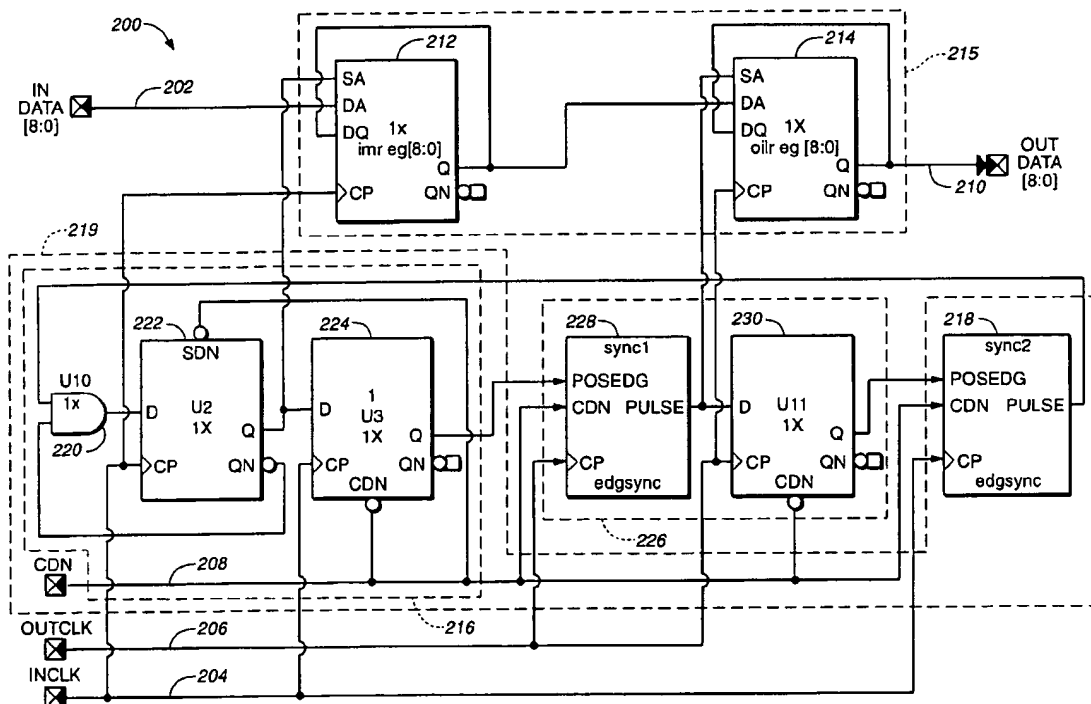 200
212
214
215
IN
DATA
[8:0]
202
SA
DA
DQ
1x
imr eg[8:0]
Q
CP
QN
SA
DA
DQ
1X
oilr eg [8:0]
Q
CP
QN
OUT
DATA
[8:0]
210
219
222
SDN
224
228
sync1
230
218
sync2
U10
1x
220
D
U2
1X
Q
CP
QN
D
1
U3
1X
Q
QN
CDN
POSEDG
CDN
PULSE
CP
edgsync
D
U11
1X
Q
CP
QN
CDN
POSEDG
CDN
PULSE
CP
edgsync
226
CDN
208
216
OUTCLK
206
INCLK
204